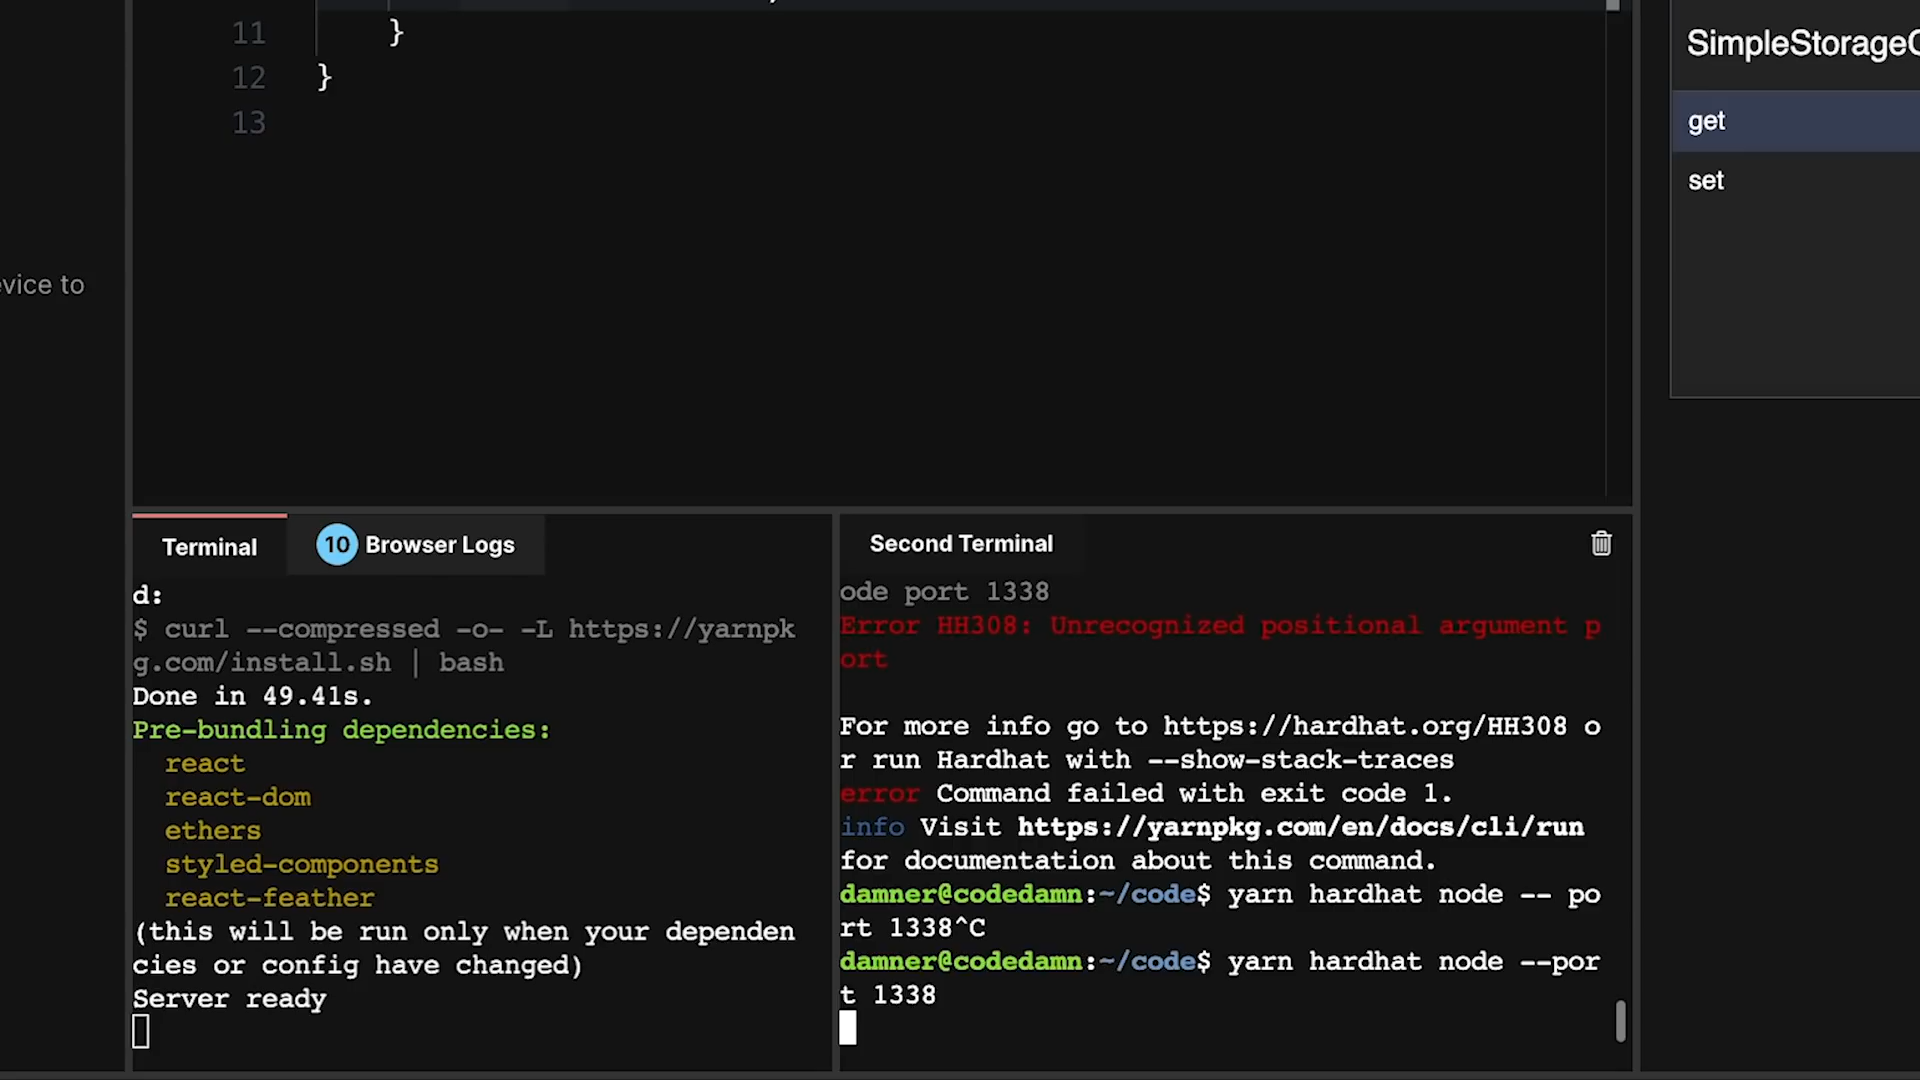 11 }
12 }
13
SimpleStorageC
get
set
evice to
Terminal
10 Browser Logs
d:
$ curl --compressed -o- -L https://yarnpk
g.com/install.sh | bash
Done in 49.41s.
Pre-bundling dependencies:
react
react-dom
ethers
styled-components
react-feather
(this will be run only when your dependen
cies or config have changed)
Server ready
Second Terminal
ode port 1338
Error HH308: Unrecognized positional argument p
ort
For more info go to https://hardhat.org/HH308 o
r run Hardhat with --show-stack-traces
error Command failed with exit code 1.
info Visit https://yarnpkg.com/en/docs/cli/run
for documentation about this command.
damner@codedamn:~/code$ yarn hardhat node -- po
rt 1338^C
damner@codedamn:~/code$ yarn hardhat node --por
t 1338